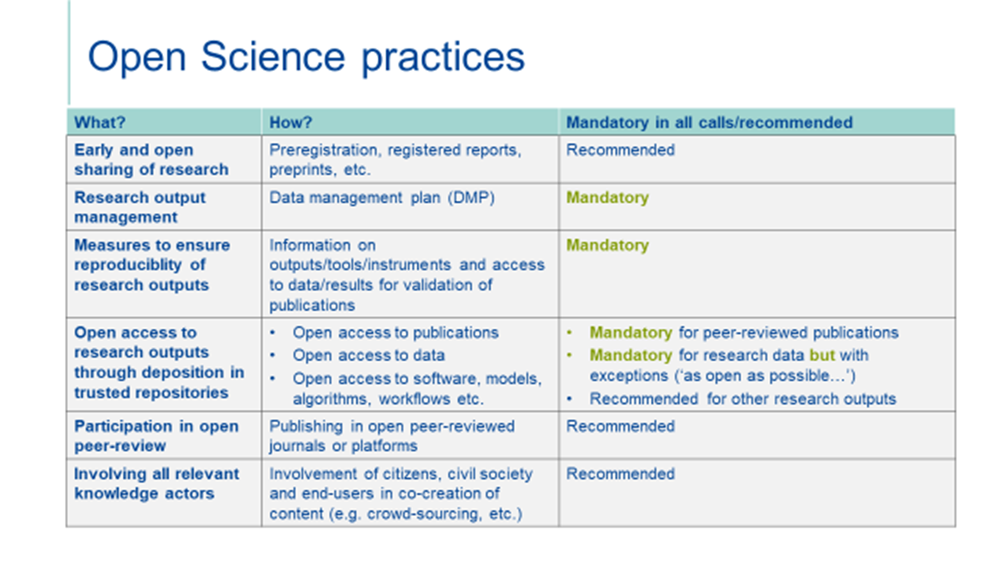 Open Science practices
What? How? Mandatory in all calls/recommended
Early and open
sharing of research
Preregistration, registered reports,
preprints, etc.
Recommended
Research output
management
Data management plan (DMP)
Mandatory
Measures to ensure
reproduciblity of
research outputs
Information on
outputs/tools/instruments and access
to data/results for validation of
publications
Mandatory
Open access to
research outputs
through deposition in
trusted repositories
• Open access to publications
• Open access to data
• Open access to software, models,
algorithms, workflows etc.
• Mandatory for peer-reviewed publications
• Mandatory for research data but with
exceptions (‘as open as possible…’)
• Recommended for other research outputs
Participation in open
peer-review
Publishing in open peer-reviewed
journals or platforms
Recommended
Involving all relevant
knowledge actors
Involvement of citizens, civil society
and end-users in co-creation of
content (e.g. crowd-sourcing, etc.)
Recommended